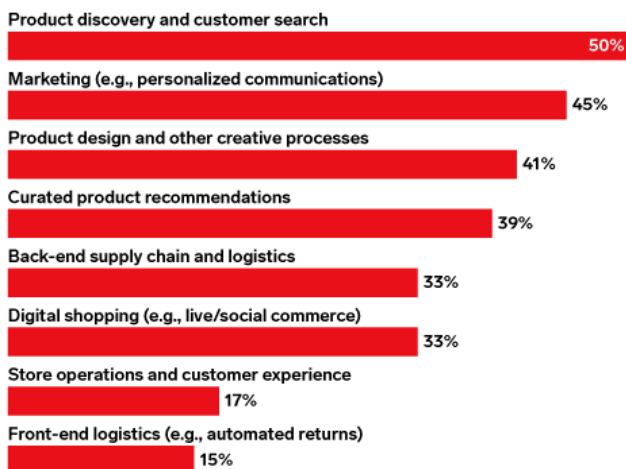 Product discovery and customer search
50%
Marketing (e.g., personalized communications)
45%
Product design and other creative processes
41%
Curated product recommendations
39%
Back-end supply chain and logistics
33%
Digital shopping (e.g., live/social commerce)
33%
Store operations and customer experience
17%
Front-end logistics (e.g., automated returns)
15%